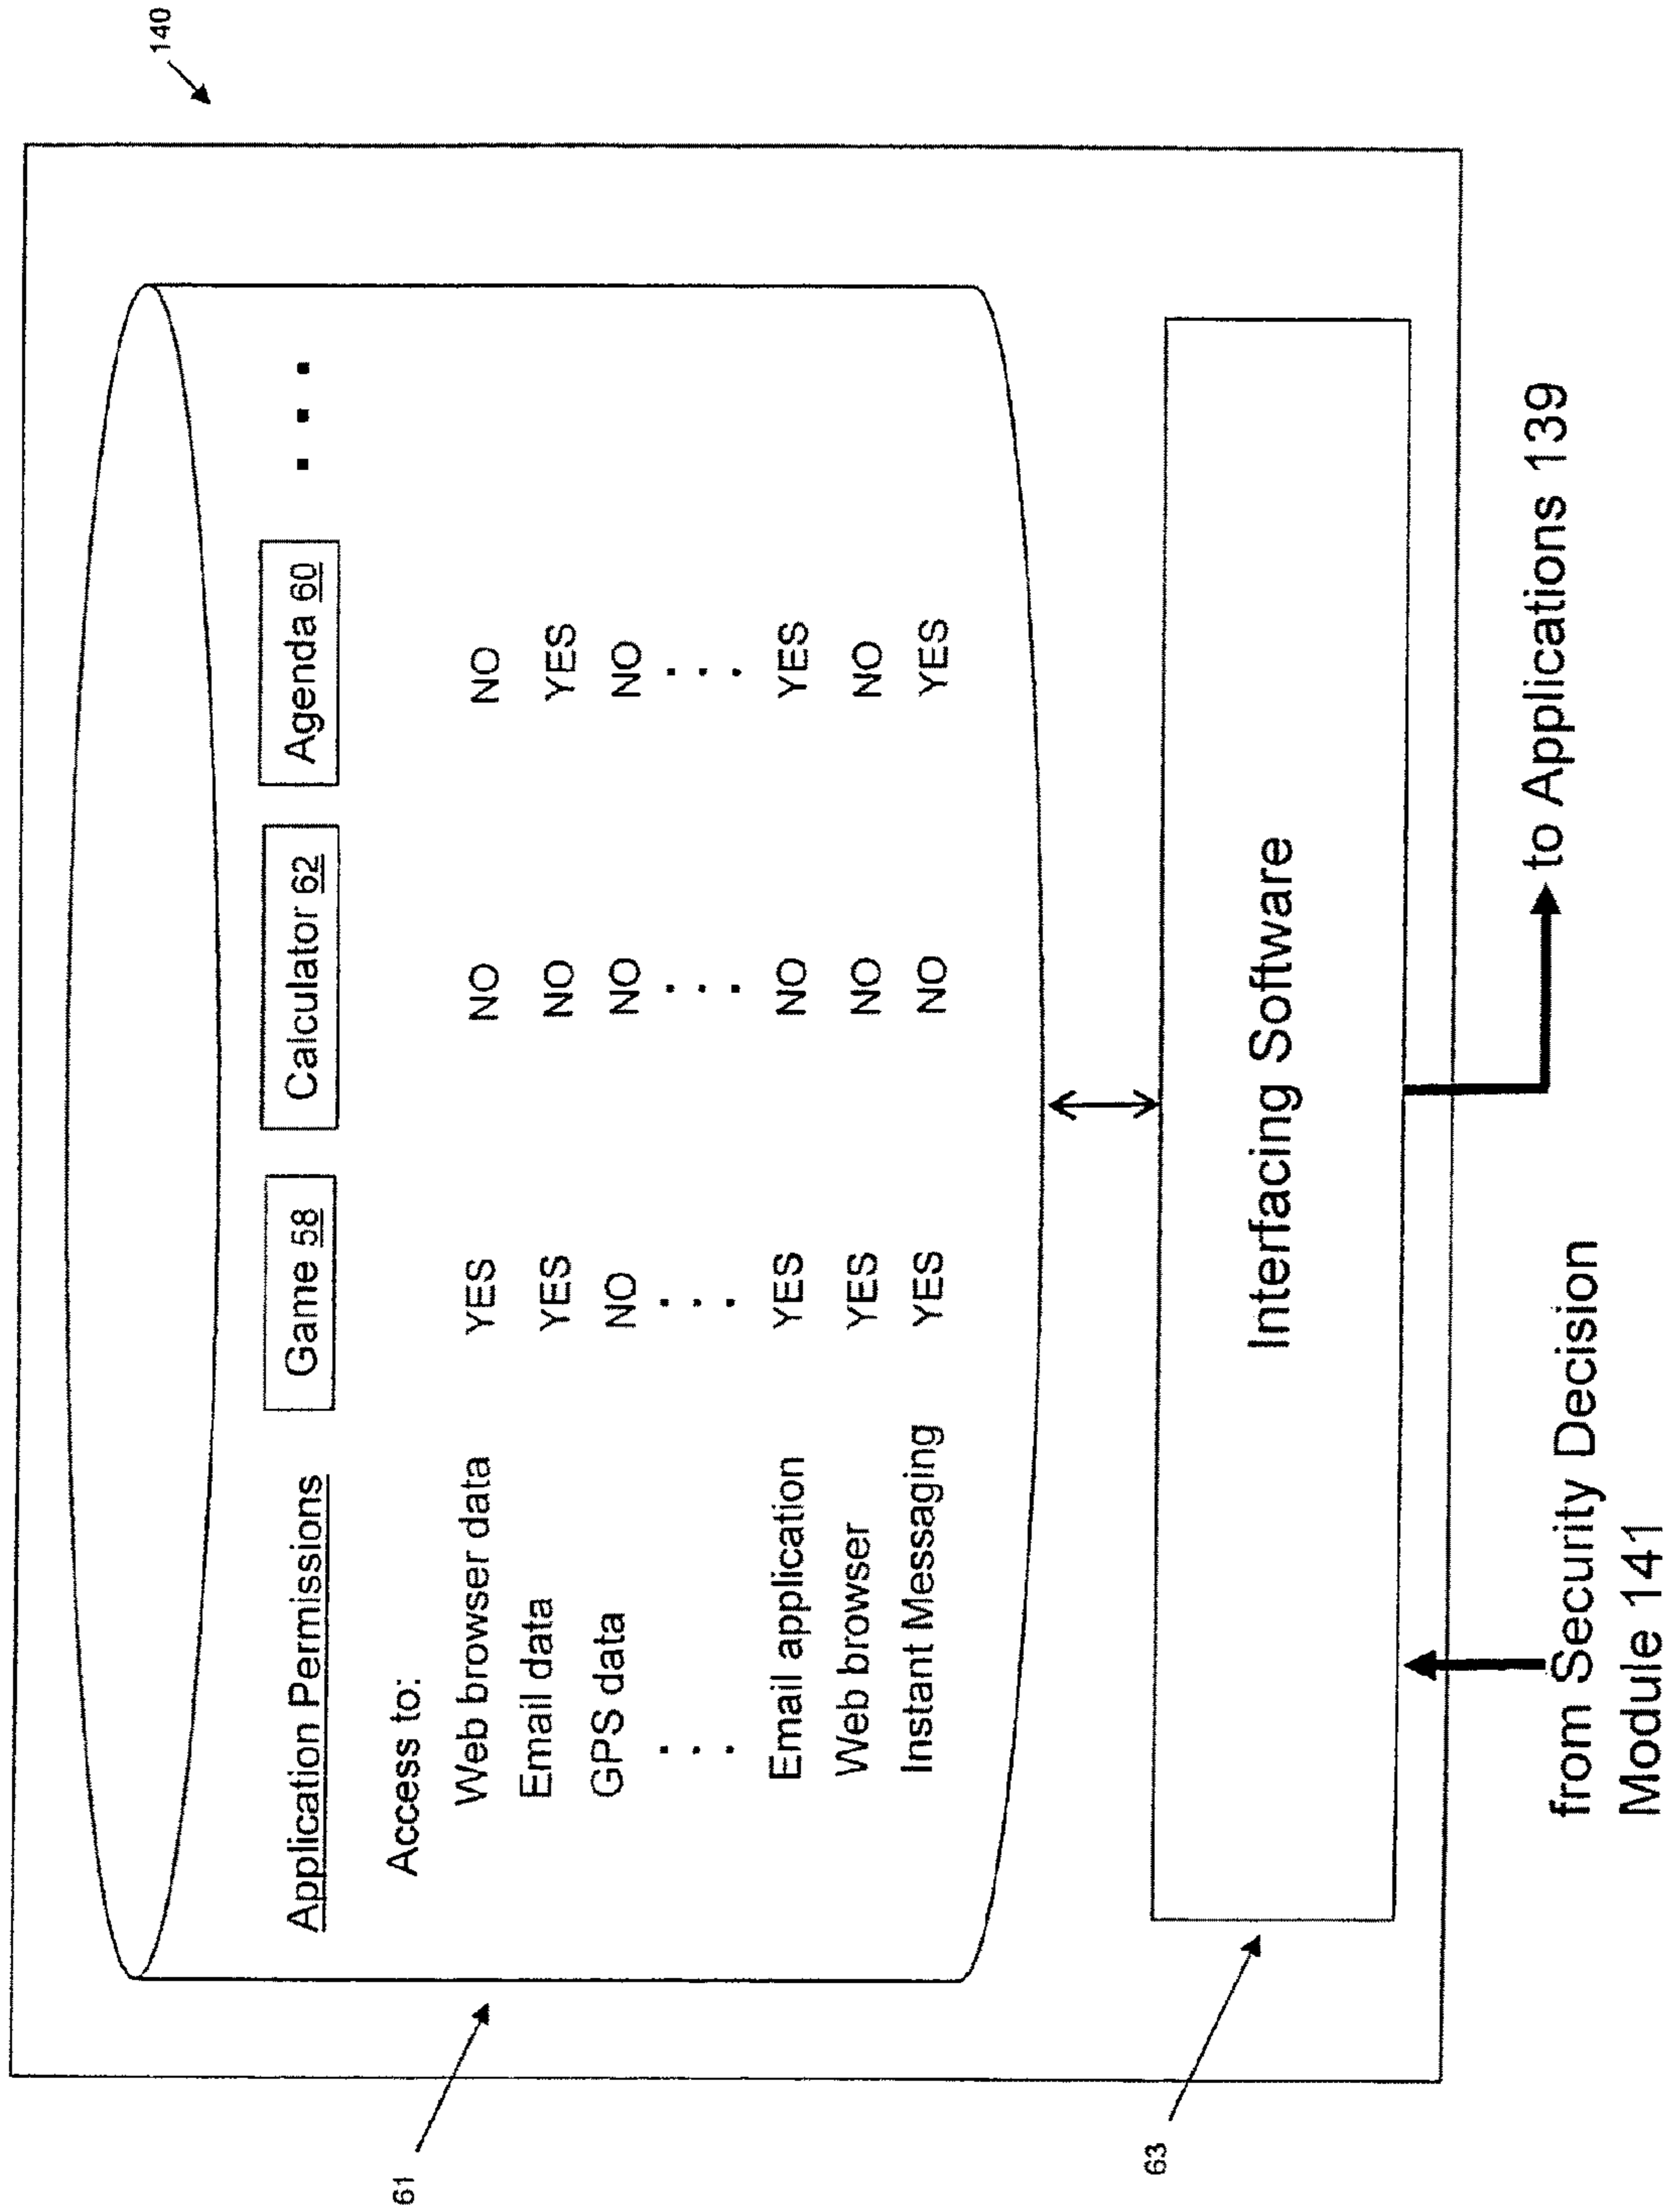 140
Application Permissions Game 58 Calculator 62 Agenda 60 . . .
Access to:
Web browser data YES NO NO
Email data YES NO YES
GPS data NO NO NO
. . . . . . . . . . . .
Email application YES NO YES
Web browser YES NO NO
Instant Messaging YES NO YES
61
Interfacing Software
63
to Applications 139
from Security Decision
Module 141